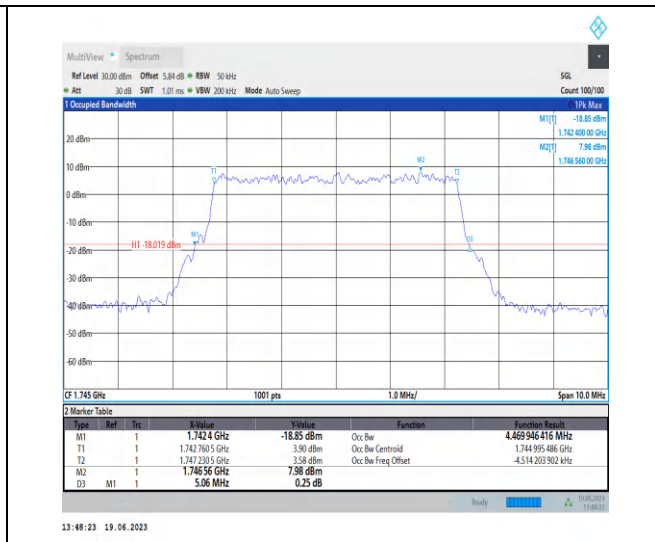 MultiView Spectrum
Ref Level 30.00 dBm Offset 5.84 dB RBW 50 kHz SGL
Att 30 dB SWT 1.01 ms VBW 200 kHz Mode Auto Sweep Count 100/100
1 Occupied Bandwidth 1Pk Max
M1[1] -18.85 dBm
1.742 400 00 GHz
M2[1] 7.98 dBm
1.746 560 00 GHz
20 dBm
M2
10 dBm
T1 T2
0 dBm
-10 dBm
M1
H1 -18.019 dBm
D3
-20 dBm
-30 dBm
-40 dBm
-50 dBm
-60 dBm
CF 1.745 GHz 1001 pts 1.0 MHz/ Span 10.0 MHz
2 Marker Table
Type Ref Trc X-Value Y-Value Function Function Result
M1 1 1.7424 GHz -18.85 dBm Occ Bw 4.469 946 416 MHz
T1 1 1.742 760 5 GHz 3.90 dBm Occ Bw Centroid 1.744 995 486 GHz
T2 1 1.747 230 5 GHz 3.58 dBm Occ Bw Freq Offset -4.514 203 902 kHz
M2 1 1.746 56 GHz 7.98 dBm
D3 M1 1 5.06 MHz 0.25 dB
Ready 19.06.2023
13:48:23
13:48:23 19.06.2023